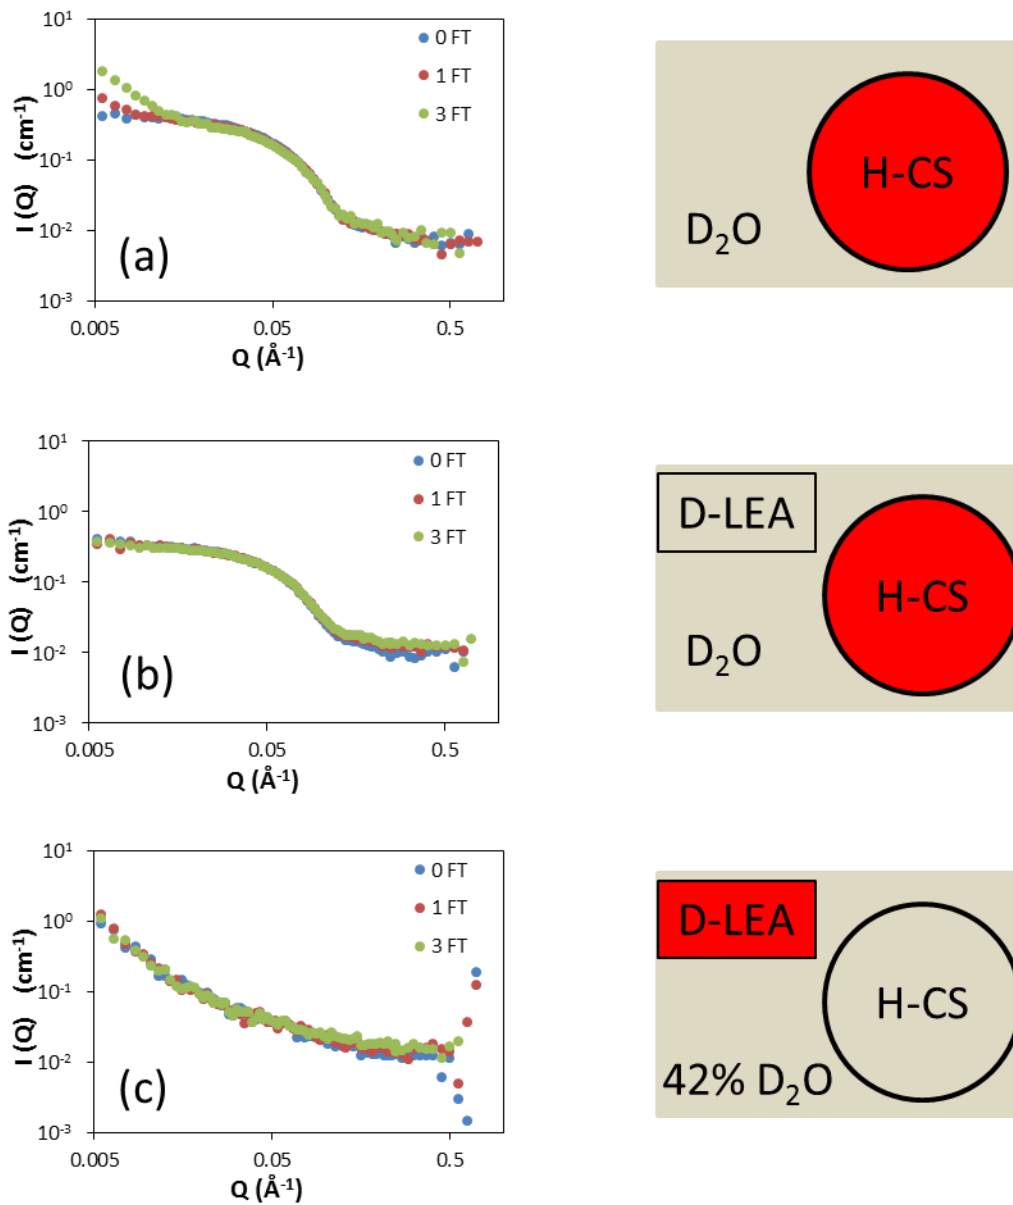 10¹
10⁰
10⁻¹
10⁻²
10⁻³
I (Q) (cm⁻¹)
0 FT
1 FT
3 FT
(a)
0.005 0.05 0.5
Q (Å⁻¹)
H-CS
D₂O
10¹
10⁰
10⁻¹
10⁻²
10⁻³
I (Q) (cm⁻¹)
0 FT
1 FT
3 FT
(b)
0.005 0.05 0.5
Q (Å⁻¹)
D-LEA
H-CS
D₂O
10¹
10⁰
10⁻¹
10⁻²
10⁻³
I (Q) (cm⁻¹)
0 FT
1 FT
3 FT
(c)
0.005 0.05 0.5
Q (Å⁻¹)
D-LEA
H-CS
42% D₂O